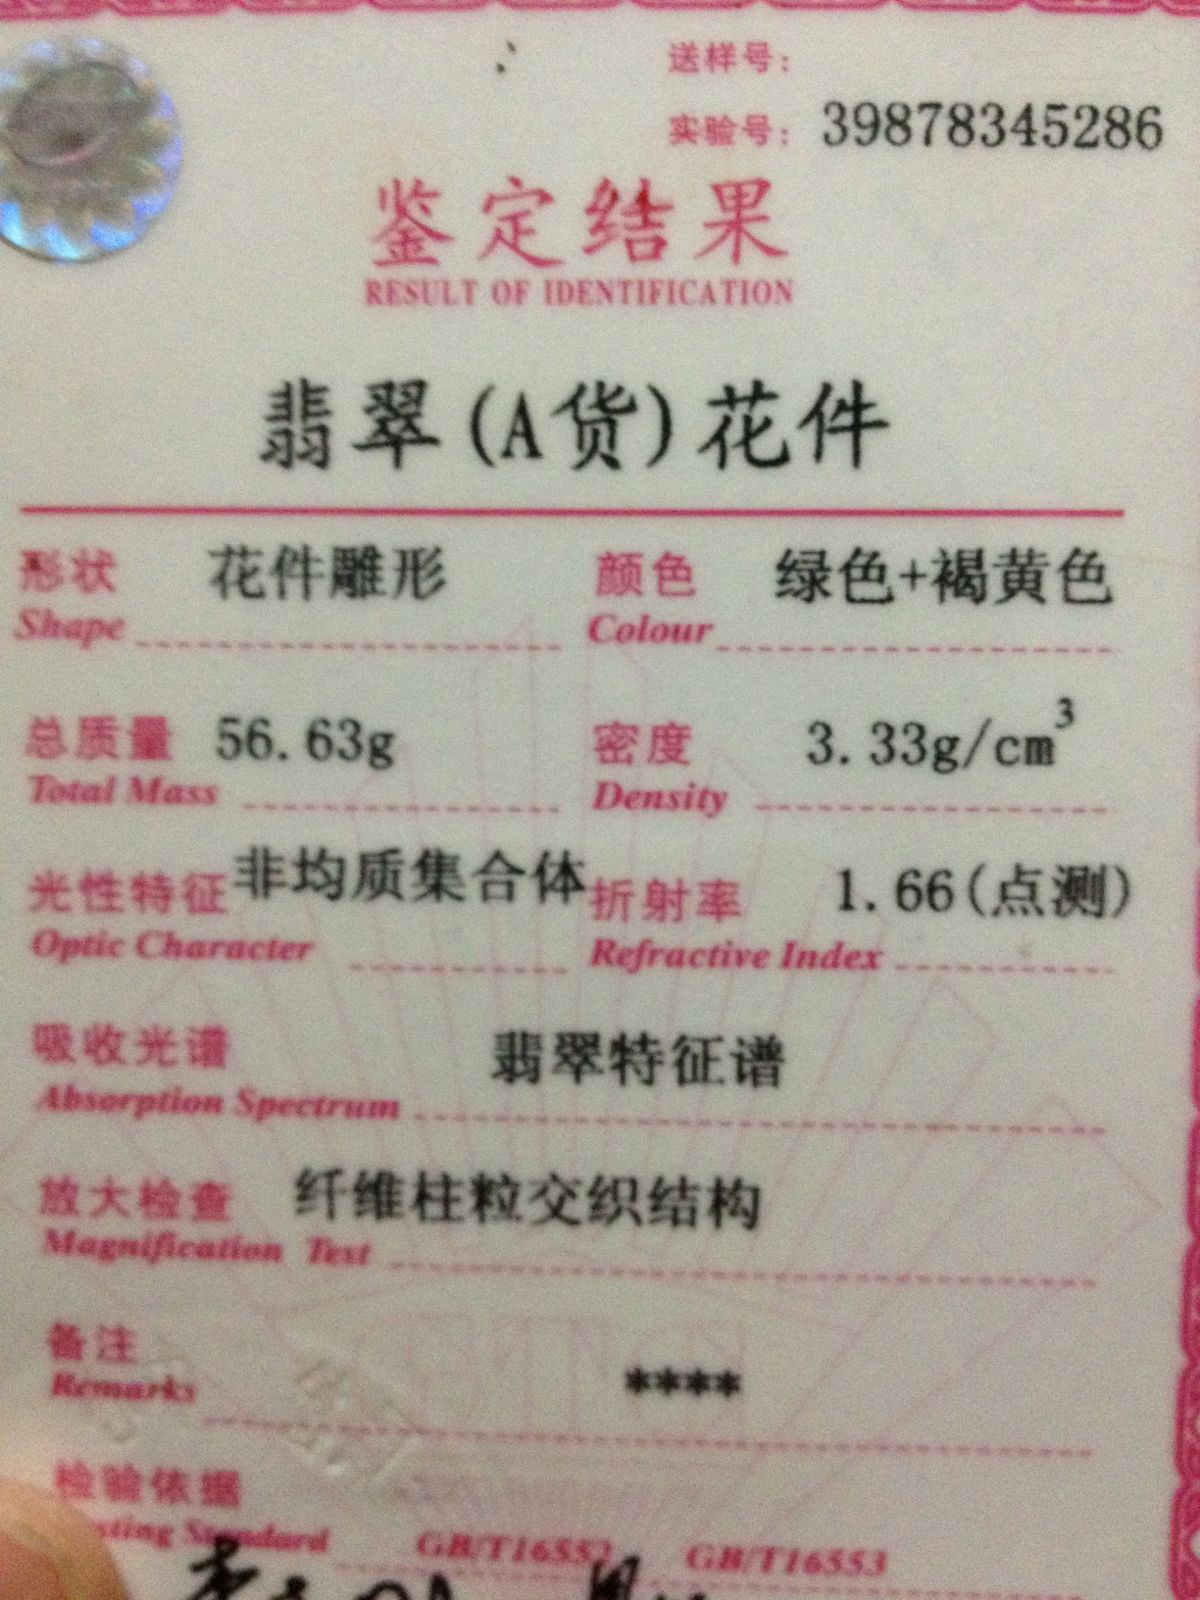 送样号：
实验号： 39878345286
鉴定结果
RESULT OF IDENTIFICATION
翡翠(A货)花件
形状 花件雕形 颜色 绿色+褐黄色
Shape Colour
总质量 56.63g 密度 3.33g/cm³
Total Mass Density
光性特征 非均质集合体 折射率 1.66(点测)
Optic Character Refractive Index
吸收光谱 翡翠特征谱
Absorption Spectrum
放大检查 纤维柱粒交织结构
Magnification Test
备注 ****
Remarks
检验依据
Standard GB/T16552 GB/T16553